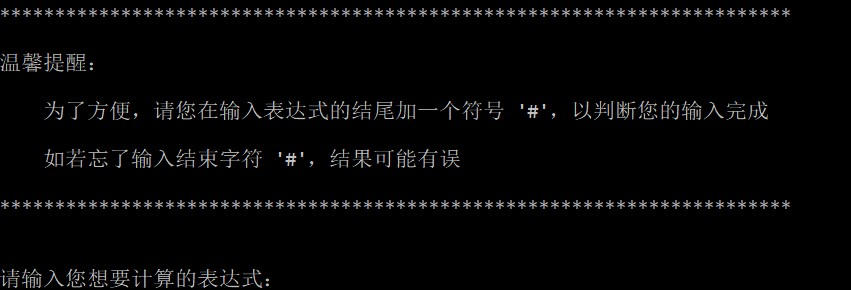 ************************************************************************
温馨提醒：
为了方便，请您在输入表达式的结尾加一个符号 '#'，以判断您的输入完成
如若忘了输入结束字符 '#'，结果可能有误
************************************************************************
请输入您想要计算的表达式：